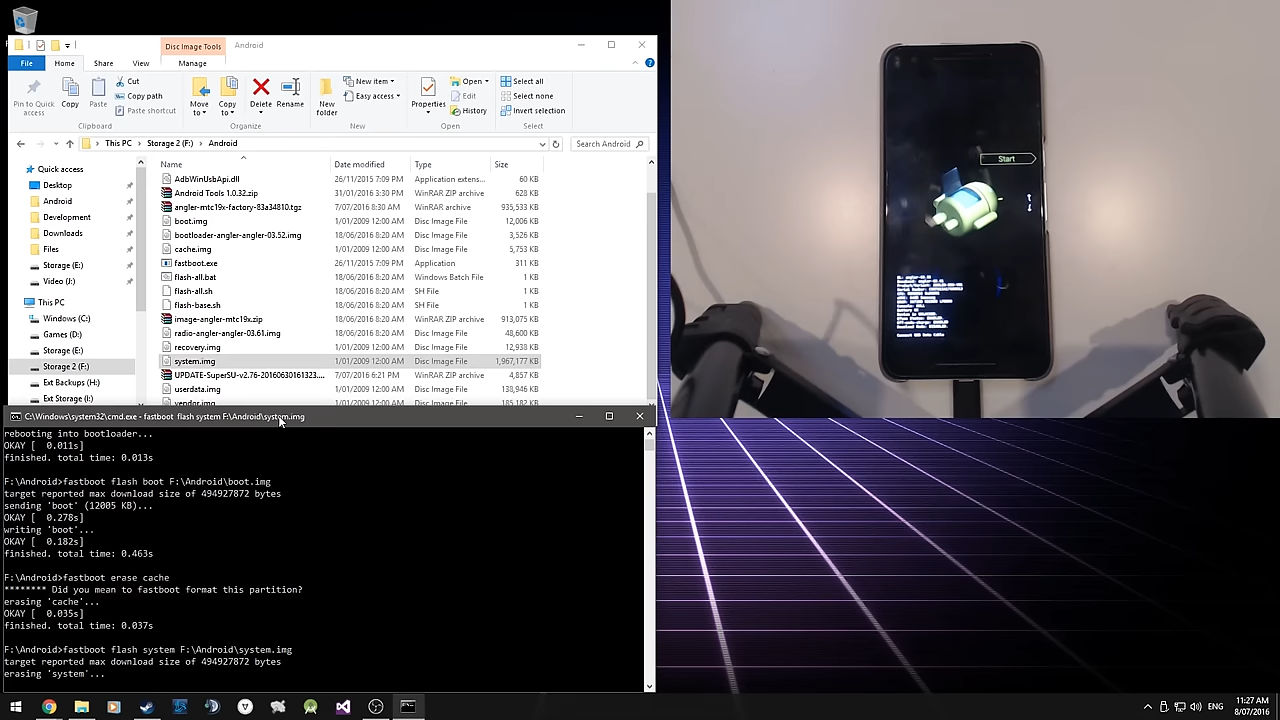 Disc Image Tools
Android
File
Home
Share
View
Manage
Pin to Quick access
Copy
Paste
Cut
Copy path
Paste shortcut
Clipboard
Move to
Copy to
Delete
Rename
Organize
New folder
New item
Easy access
New
Properties
Open
Edit
History
Open
Select all
Select none
Invert selection
Select
This PC > Storage 2 (F:) > Android
Search Android
Quick access
Desktop
Android
Development
Downloads
Files
Storage (E:)
Video (J:)
This PC
Windows (C:)
Games (D:)
Storage (E:)
Storage 2 (F:)
Ext Backups (H:)
Ext Storage (I:)
Name Date modified Type Size
AdbWinUsbApi.dll 26/11/2015 7:09 PM Application extens... 60 KB
Android Tools 1.0.32.zip 31/01/2016 3:30 PM WinRAR ZIP archive 628 KB
angler-mtc19x-factory-83a34810.tgz 7/07/2016 8:30 AM WinRAR archive 935,533 KB
boot.img 1/01/2009 12:00 AM Disc Image File 12,006 KB
bootloader-angler-angler-03.52.img 18/06/2016 8:20 AM Disc Image File 3,526 KB
cache.img 1/01/2009 12:00 AM Disc Image File 5,753 KB
fastboot.exe 26/11/2015 7:09 PM Application 311 KB
flash-all.bat 18/06/2016 8:20 AM Windows Batch File 1 KB
flash-all.sh 18/06/2016 8:20 AM SH File 1 KB
flash-base.sh 18/06/2016 8:20 AM SH File 1 KB
image-angler-mtc19x.zip 18/06/2016 8:20 AM WinRAR ZIP archive 913,075 KB
radio-angler-angler-03.61.img 18/06/2016 8:20 AM Disc Image File 48,600 KB
recovery.img 1/01/2009 12:00 AM Disc Image File 12,938 KB
system.img 1/01/2009 12:00 AM Disc Image File 1,967,177 KB
UPDATE-SuperSU-v2.76-20160630161323.... 7/07/2016 6:21 PM WinRAR ZIP archive 4,857 KB
userdata.img 1/01/2009 12:00 AM Disc Image File 138,946 KB
vendor.img 1/01/2009 12:00 AM Disc Image File 185,182 KB
C:\Windows\system32\cmd.exe - fastboot flash system F:\Android\system.img
rebooting into bootloader...
OKAY [  0.011s]
finished. total time: 0.013s
F:\Android>fastboot flash boot F:\Android\boot.img
target reported max download size of 494927872 bytes
sending 'boot' (12005 KB)...
OKAY [  0.278s]
writing 'boot'...
OKAY [  0.182s]
finished. total time: 0.463s
F:\Android>fastboot erase cache
******** Did you mean to fastboot format this partition?
erasing 'cache'...
OKAY [  0.035s]
finished. total time: 0.037s
F:\Android>fastboot flash system F:\Android\system.img
target reported max download size of 494927872 bytes
erasing 'system'...
Start
ENG
11:27 AM
8/07/2016